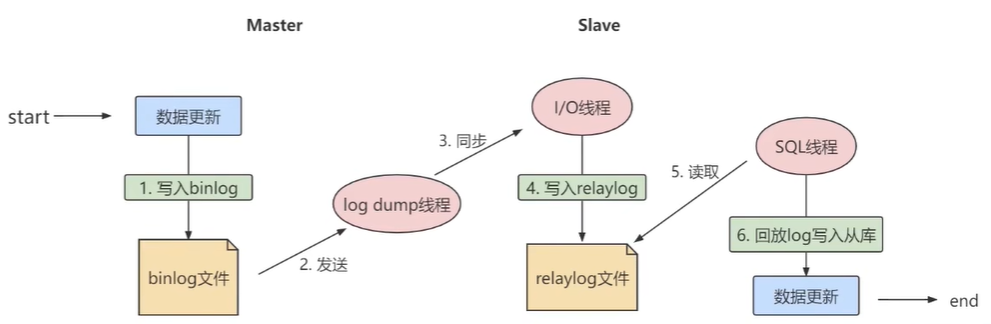 Master
Slave
start
数据更新
1. 写入binlog
binlog文件
2. 发送
log dump线程
3. 同步
I/O线程
4. 写入relaylog
relaylog文件
5. 读取
SQL线程
6. 回放log写入从库
数据更新
end